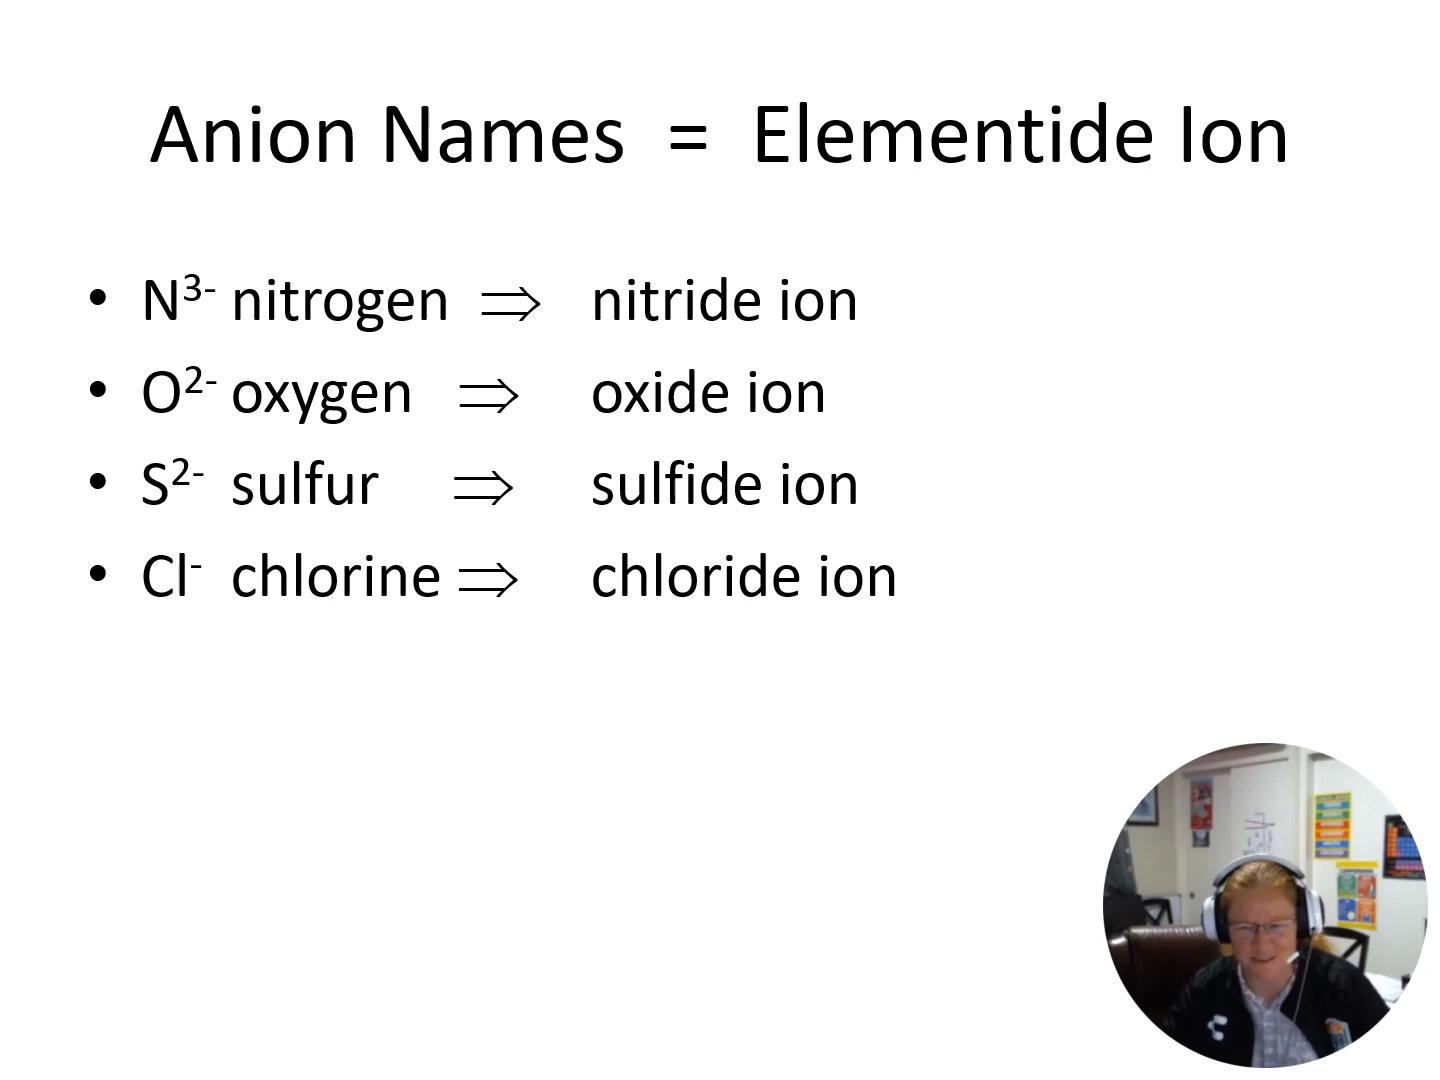 Anion Names = Elementide Ion
• N³⁻ nitrogen ⇒ nitride ion
• O²⁻ oxygen ⇒ oxide ion
• S²⁻ sulfur ⇒ sulfide ion
• Cl⁻ chlorine ⇒ chloride ion